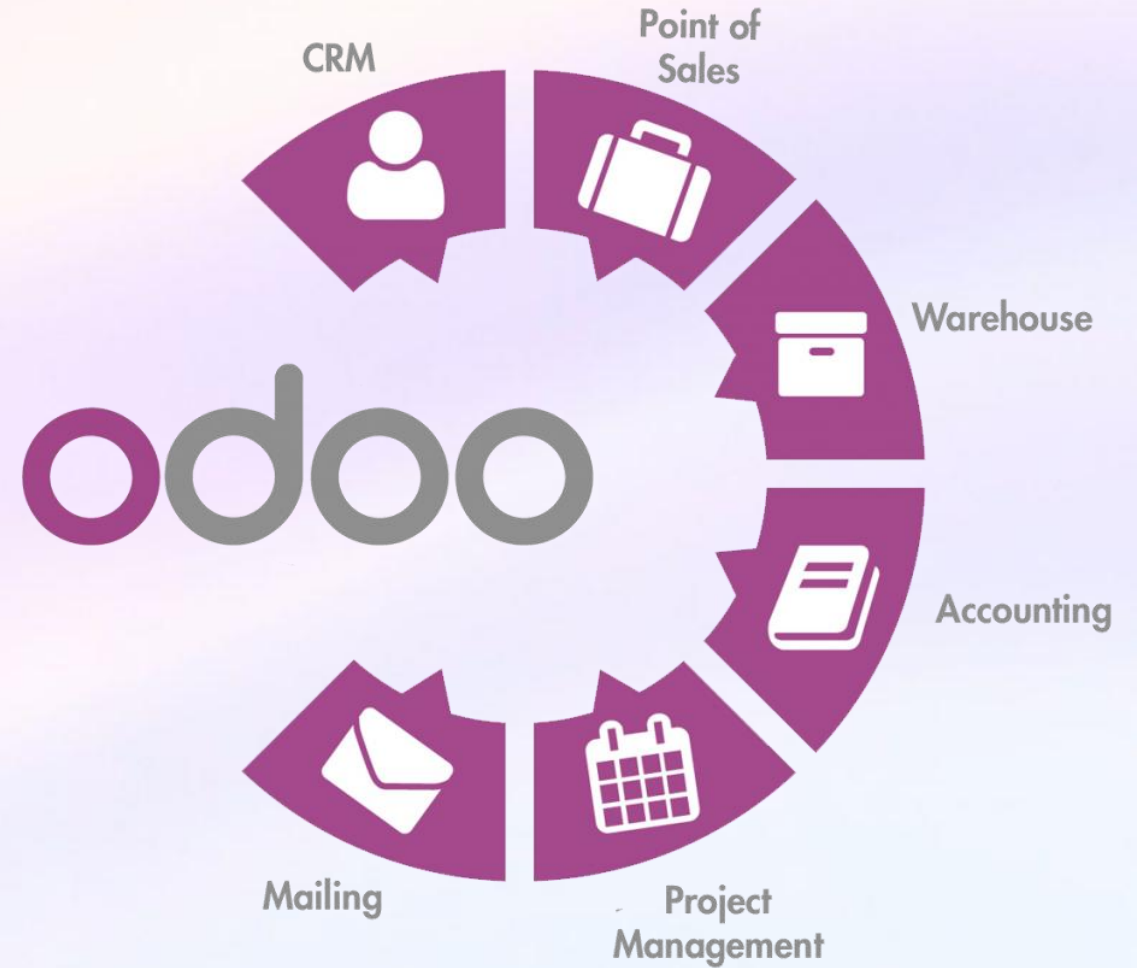 CRM
Point of
Sales
Warehouse
odoo
Accounting
Mailing
Project
Management